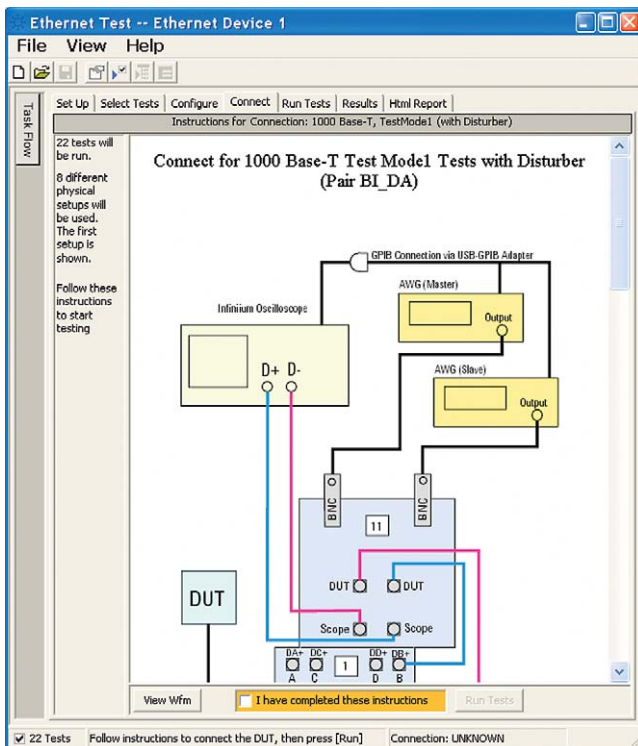 Ethernet Test -- Ethernet Device 1
File View Help
Task Flow
Set Up Select Tests Configure Connect Run Tests Results Html Report
Instructions for Connection: 1000 Base-T, TestMode1 (with Disturber)
22 tests will
be run.
8 different
physical
setups will
be used.
The first
setup is
shown.
Follow these
instructions
to start
testing
Connect for 1000 Base-T Test Mode1 Tests with Disturber
(Pair BI_DA)
GPIB Connection via USB-GPIB Adapter
AWG (Master)
Output
Infiniium Oscilloscope
D+ D-
AWG (Slave)
Output
BNC BNC
11
DUT DUT
DUT
Scope Scope
DA+ DC+ DD+ DB+
1
A C D B
View Wfm
I have completed these instructions
Run Tests
22 Tests Follow instructions to connect the DUT, then press [Run] Connection: UNKNOWN